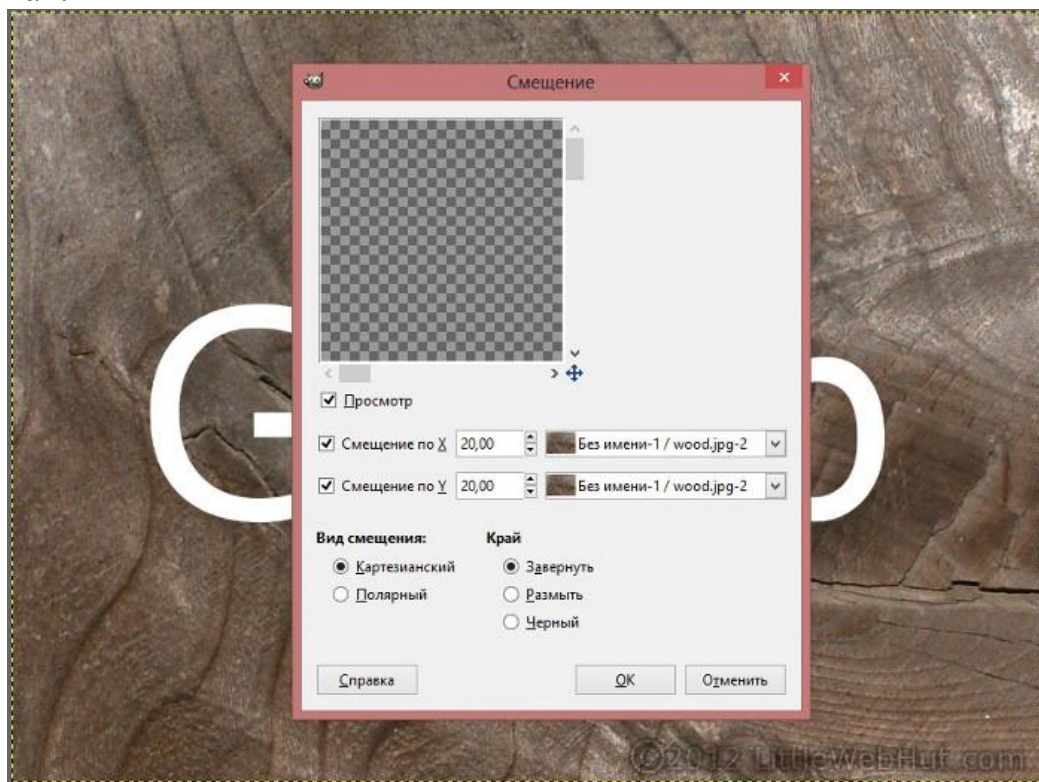 Смещение
G
p
Просмотр
Смещение по X 20,00 Без имени-1 / wood.jpg-2
Смещение по Y 20,00 Без имени-1 / wood.jpg-2
Вид смещения: Край
Картезианский Завернуть
Полярный Размыть
Черный
Справка OK Отменить
©2012 LittleWebHut.com